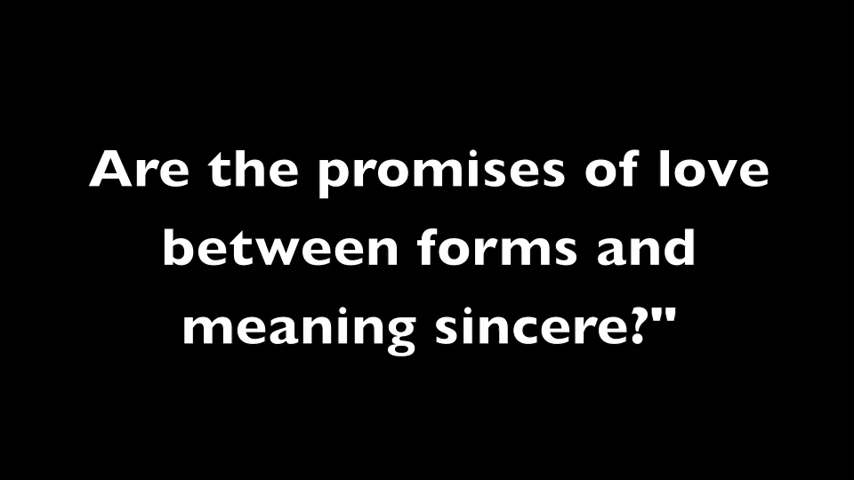 Are the promises of love
between forms and
meaning sincere?"